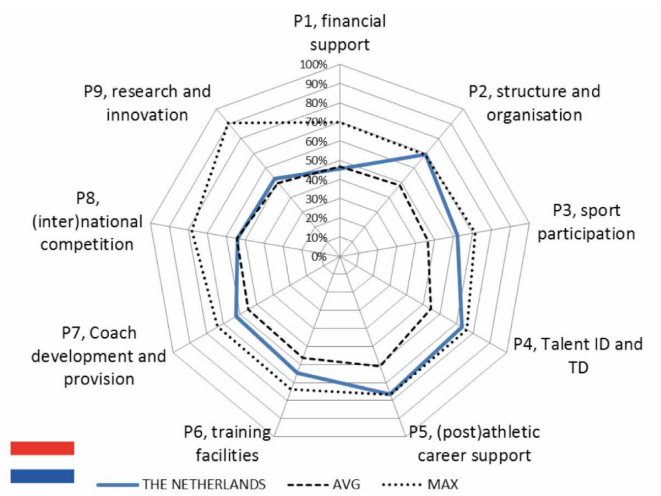 P1, financial
support
100%
90%
80%
70%
60%
50%
40%
30%
20%
10%
0%
P2, structure and
organisation
P3, sport
participation
P4, Talent ID and
TD
P5, (post)athletic
career support
P6, training
facilities
P7, Coach
development and
provision
P8,
(inter)national
competition
P9, research and
innovation
THE NETHERLANDS
AVG
MAX